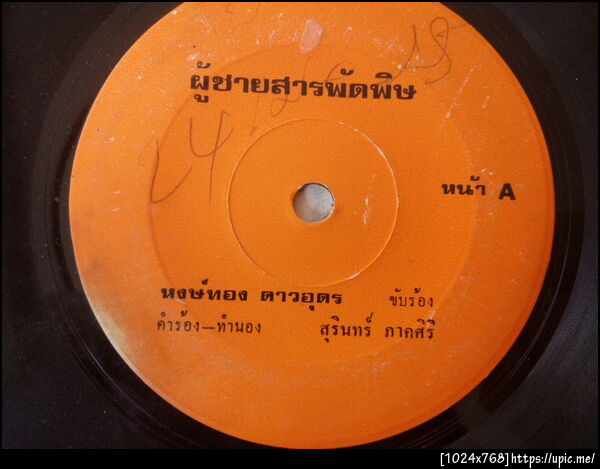 ผู้ชายสารพัดพิษ
24
หน้า A
หงษ์ทอง ดาวอุดร ขับร้อง
คำร้อง—ทำนอง สุรินทร์ ภาคศิริ
[1024x768]https://upic.me/